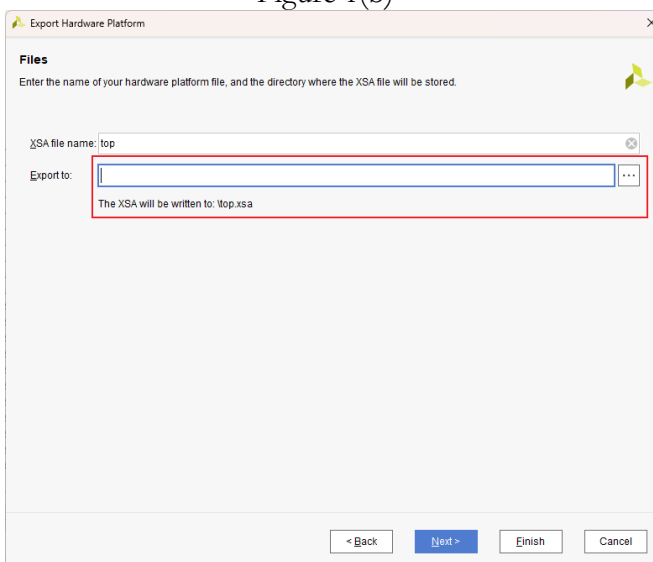 Figure 1(b)
Export Hardware Platform
Files
Enter the name of your hardware platform file, and the directory where the XSA file will be stored.
XSA file name: top
Export to:
The XSA will be written to: \top.xsa
< Back Next > Finish Cancel